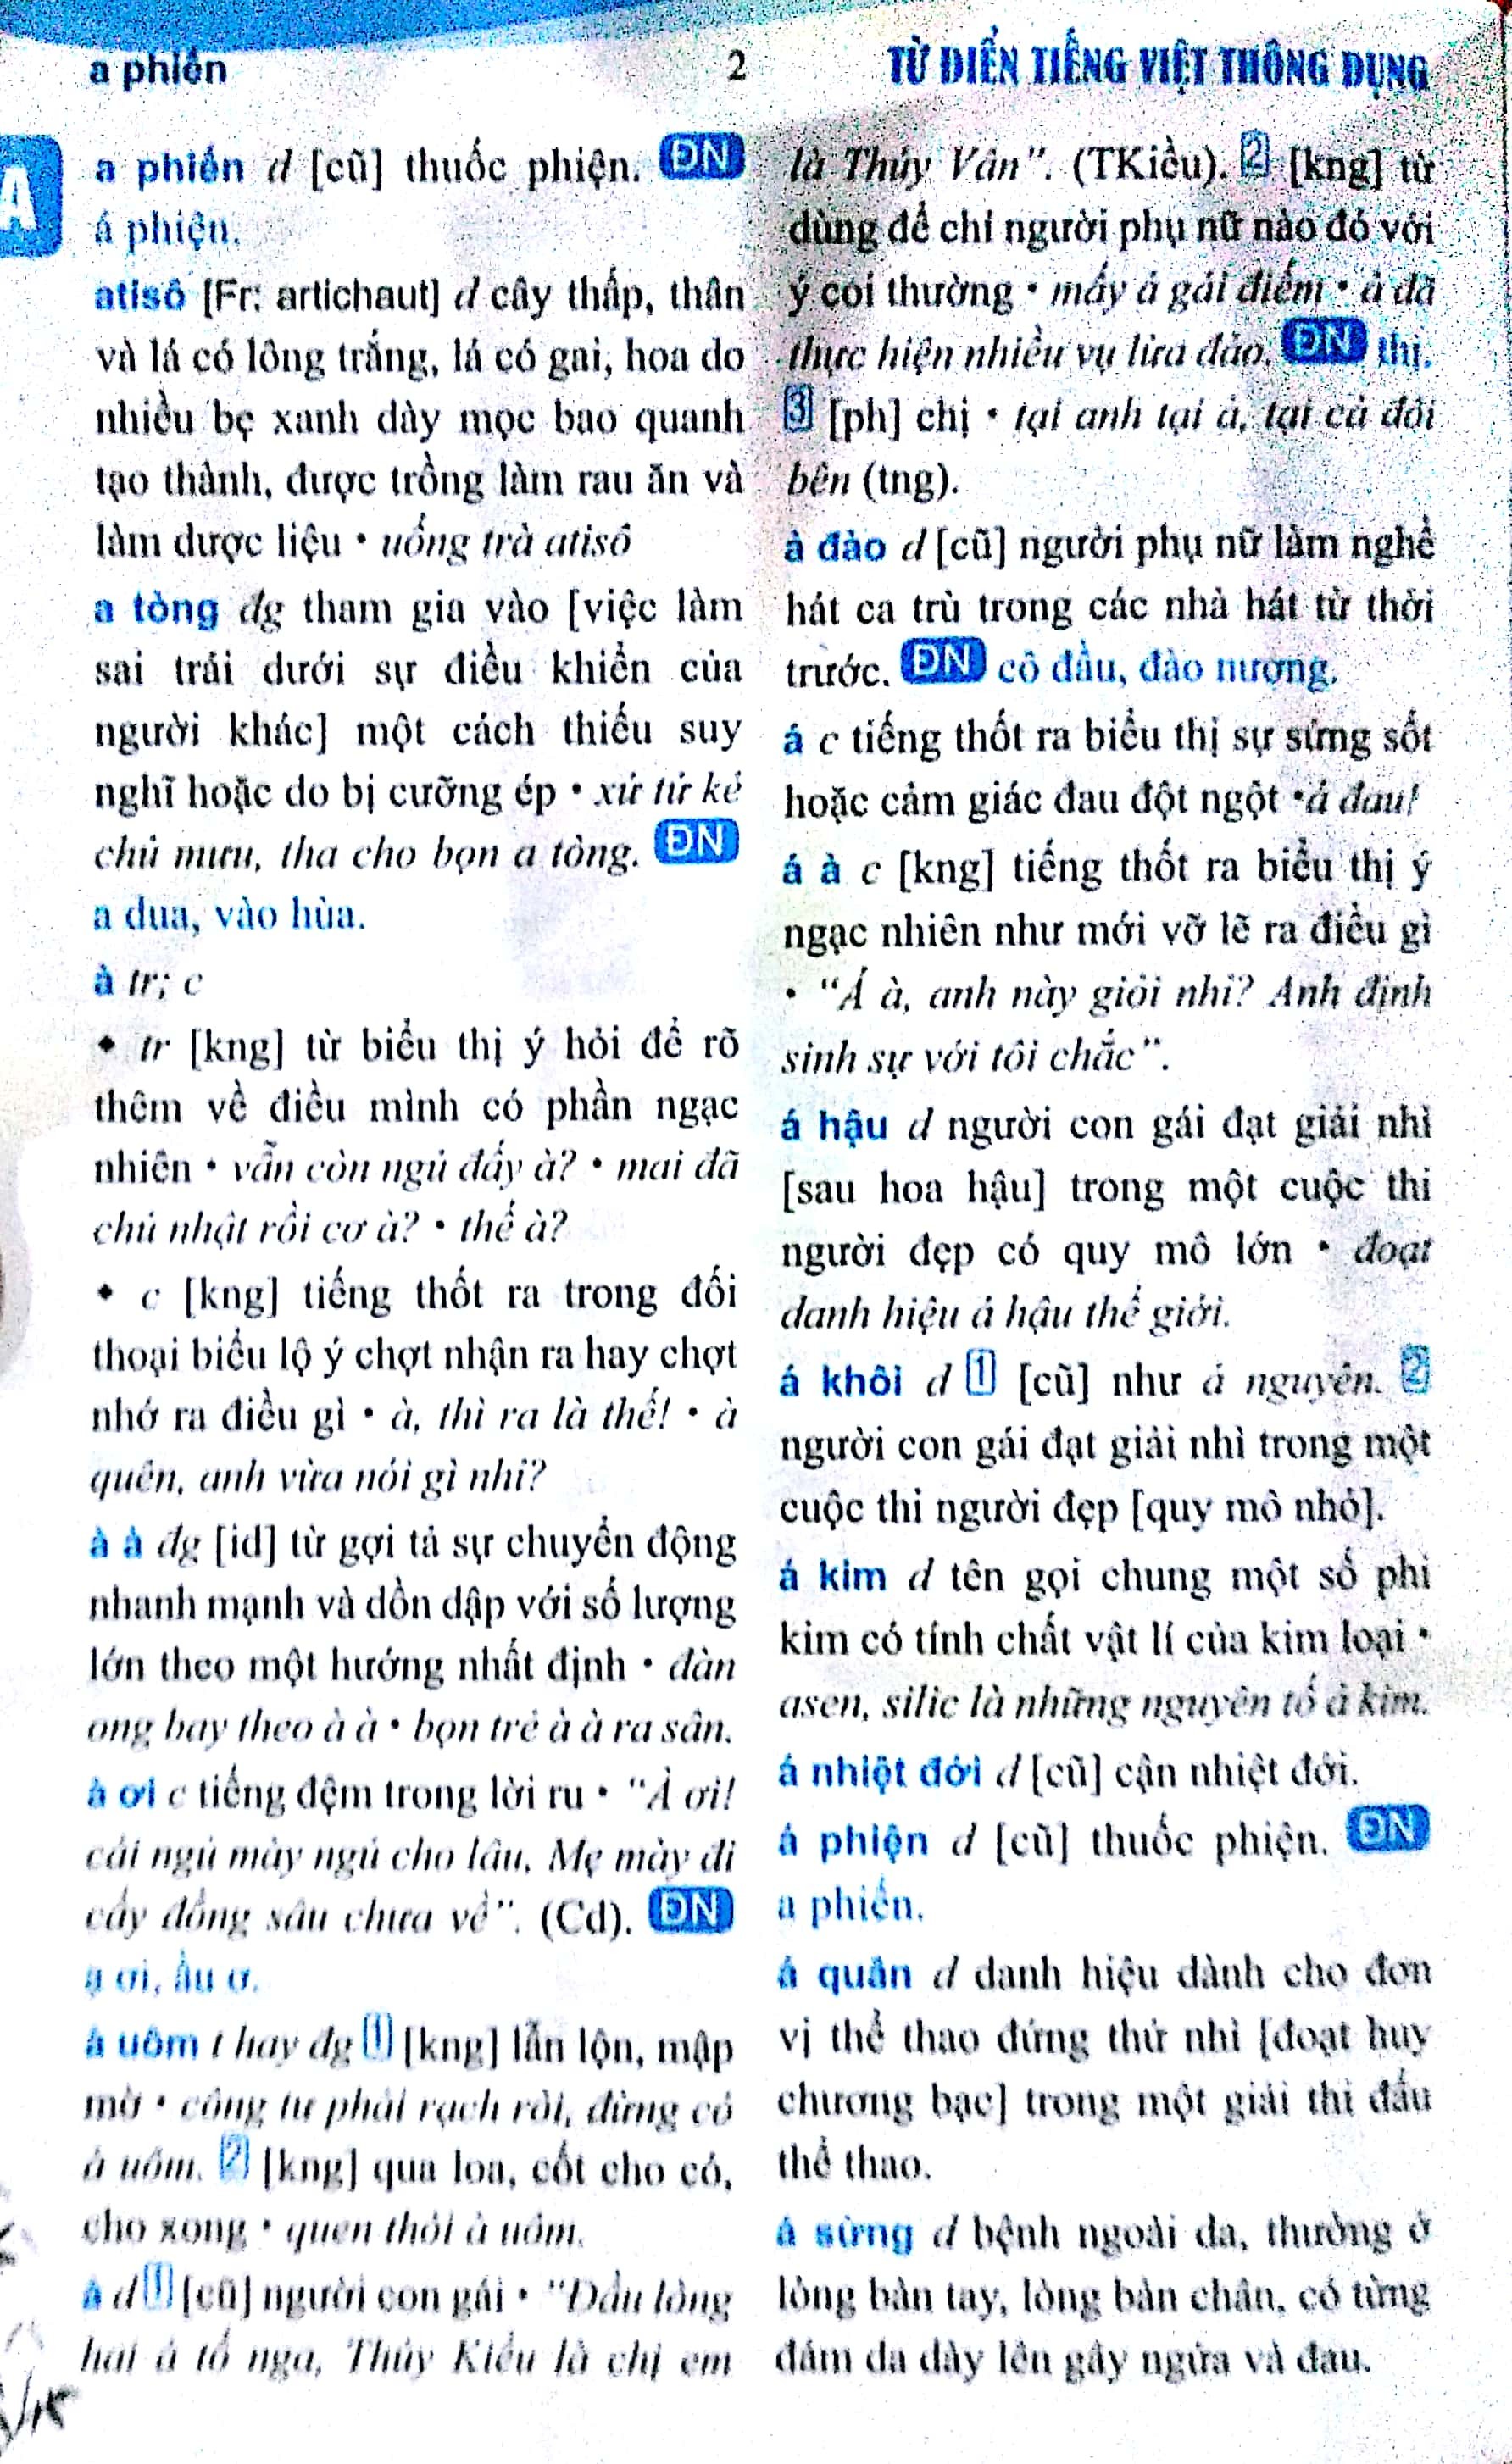 a phiến
2
TỪ ĐIỂN TIẾNG VIỆT THÔNG DỤNG
A
a phiến d [cũ] thuốc phiện. ĐN
á phiện.
atisô [Fr: artichaut] d cây thấp, thân
và lá có lông trắng, lá có gai, hoa do
nhiều bẹ xanh dày mọc bao quanh
tạo thành, được trồng làm rau ăn và
làm dược liệu • uống trà atisô
a tòng đg tham gia vào [việc làm
sai trái dưới sự điều khiển của
người khác] một cách thiếu suy
nghĩ hoặc do bị cưỡng ép • xử tử kẻ
chủ mưu, tha cho bọn a tòng. ĐN
a dua, vào hùa.
à tr; c
◆ tr [kng] từ biểu thị ý hỏi để rõ
thêm về điều mình có phần ngạc
nhiên • vẫn còn ngủ đấy à? • mai đã
chủ nhật rồi cơ à? • thế à?
◆ c [kng] tiếng thốt ra trong đối
thoại biểu lộ ý chợt nhận ra hay chợt
nhớ ra điều gì • à, thì ra là thế! • à
quên, anh vừa nói gì nhỉ?
à à đg [id] từ gợi tả sự chuyển động
nhanh mạnh và dồn dập với số lượng
lớn theo một hướng nhất định • đàn
ong bay theo à à • bọn trẻ à à ra sân.
à ơi c tiếng đệm trong lời ru • "À ơi!
cái ngủ mày ngủ cho lâu, Mẹ mày đi
cấy đồng sâu chưa về". (Cd). ĐN
ạ ơi, ầu ơ.
à uôm t hay đg 1 [kng] lẫn lộn, mập
mờ • công tư phải rạch ròi, đừng có
à uôm. 2 [kng] qua loa, cốt cho có,
cho xong • quen thói à uôm.
ả d 1 [cũ] người con gái • "Đầu lòng
hai ả tố nga, Thúy Kiều là chị em
là Thúy Vân". (TKiều). 2 [kng] từ
dùng để chỉ người phụ nữ nào đó với
ý coi thường • mấy ả gái điếm • ả đã
thực hiện nhiều vụ lừa đảo. ĐN thị.
3 [ph] chị • tại anh tại ả, tại cả đôi
bên (tng).
ả đào d [cũ] người phụ nữ làm nghề
hát ca trù trong các nhà hát từ thời
trước. ĐN cô đầu, đào nương.
á c tiếng thốt ra biểu thị sự sửng sốt
hoặc cảm giác đau đột ngột • á đau!
á à c [kng] tiếng thốt ra biểu thị ý
ngạc nhiên như mới vỡ lẽ ra điều gì
• "Á à, anh này giỏi nhỉ? Anh định
sinh sự với tôi chắc".
á hậu d người con gái đạt giải nhì
[sau hoa hậu] trong một cuộc thi
người đẹp có quy mô lớn • đoạt
danh hiệu á hậu thế giới.
á khôi d 1 [cũ] như á nguyên. 2
người con gái đạt giải nhì trong một
cuộc thi người đẹp [quy mô nhỏ].
á kim d tên gọi chung một số phi
kim có tính chất vật lí của kim loại •
asen, silic là những nguyên tố á kim.
á nhiệt đới d [cũ] cận nhiệt đới.
á phiện d [cũ] thuốc phiện. ĐN
a phiến.
á quân d danh hiệu dành cho đơn
vị thể thao đứng thứ nhì [đoạt huy
chương bạc] trong một giải thi đấu
thể thao.
á sừng d bệnh ngoài da, thường ở
lòng bàn tay, lòng bàn chân, có từng
đám da dày lên gây ngứa và đau.